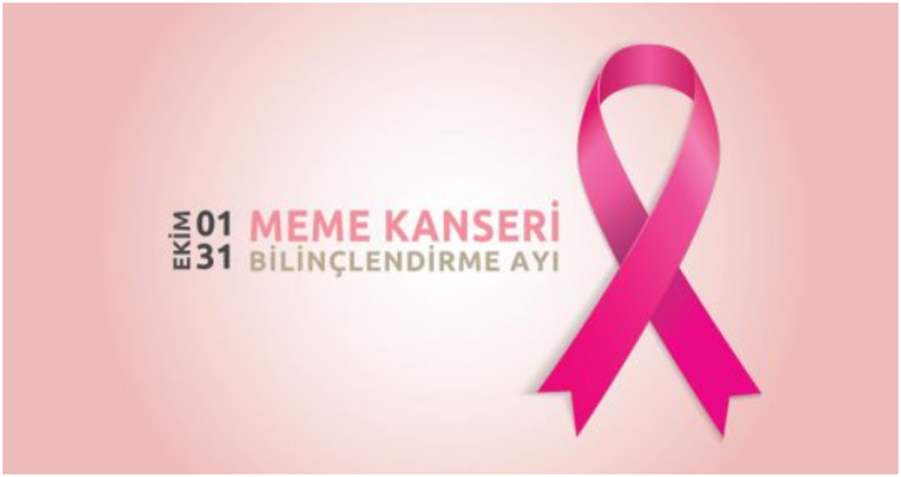 EKİM
01
31
MEME KANSERİ
BİLİNÇLENDİRME AYI